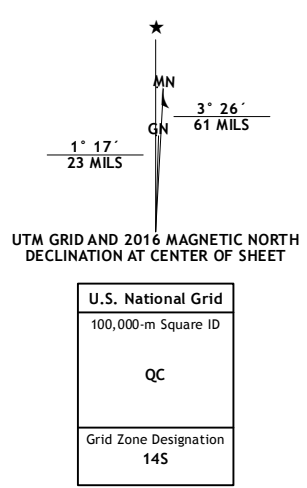 ★
MN
3° 26´
61 MILS
GN
1° 17´
23 MILS
UTM GRID AND 2016 MAGNETIC NORTH
DECLINATION AT CENTER OF SHEET
U.S. National Grid
100,000-m Square ID
QC
Grid Zone Designation
14S